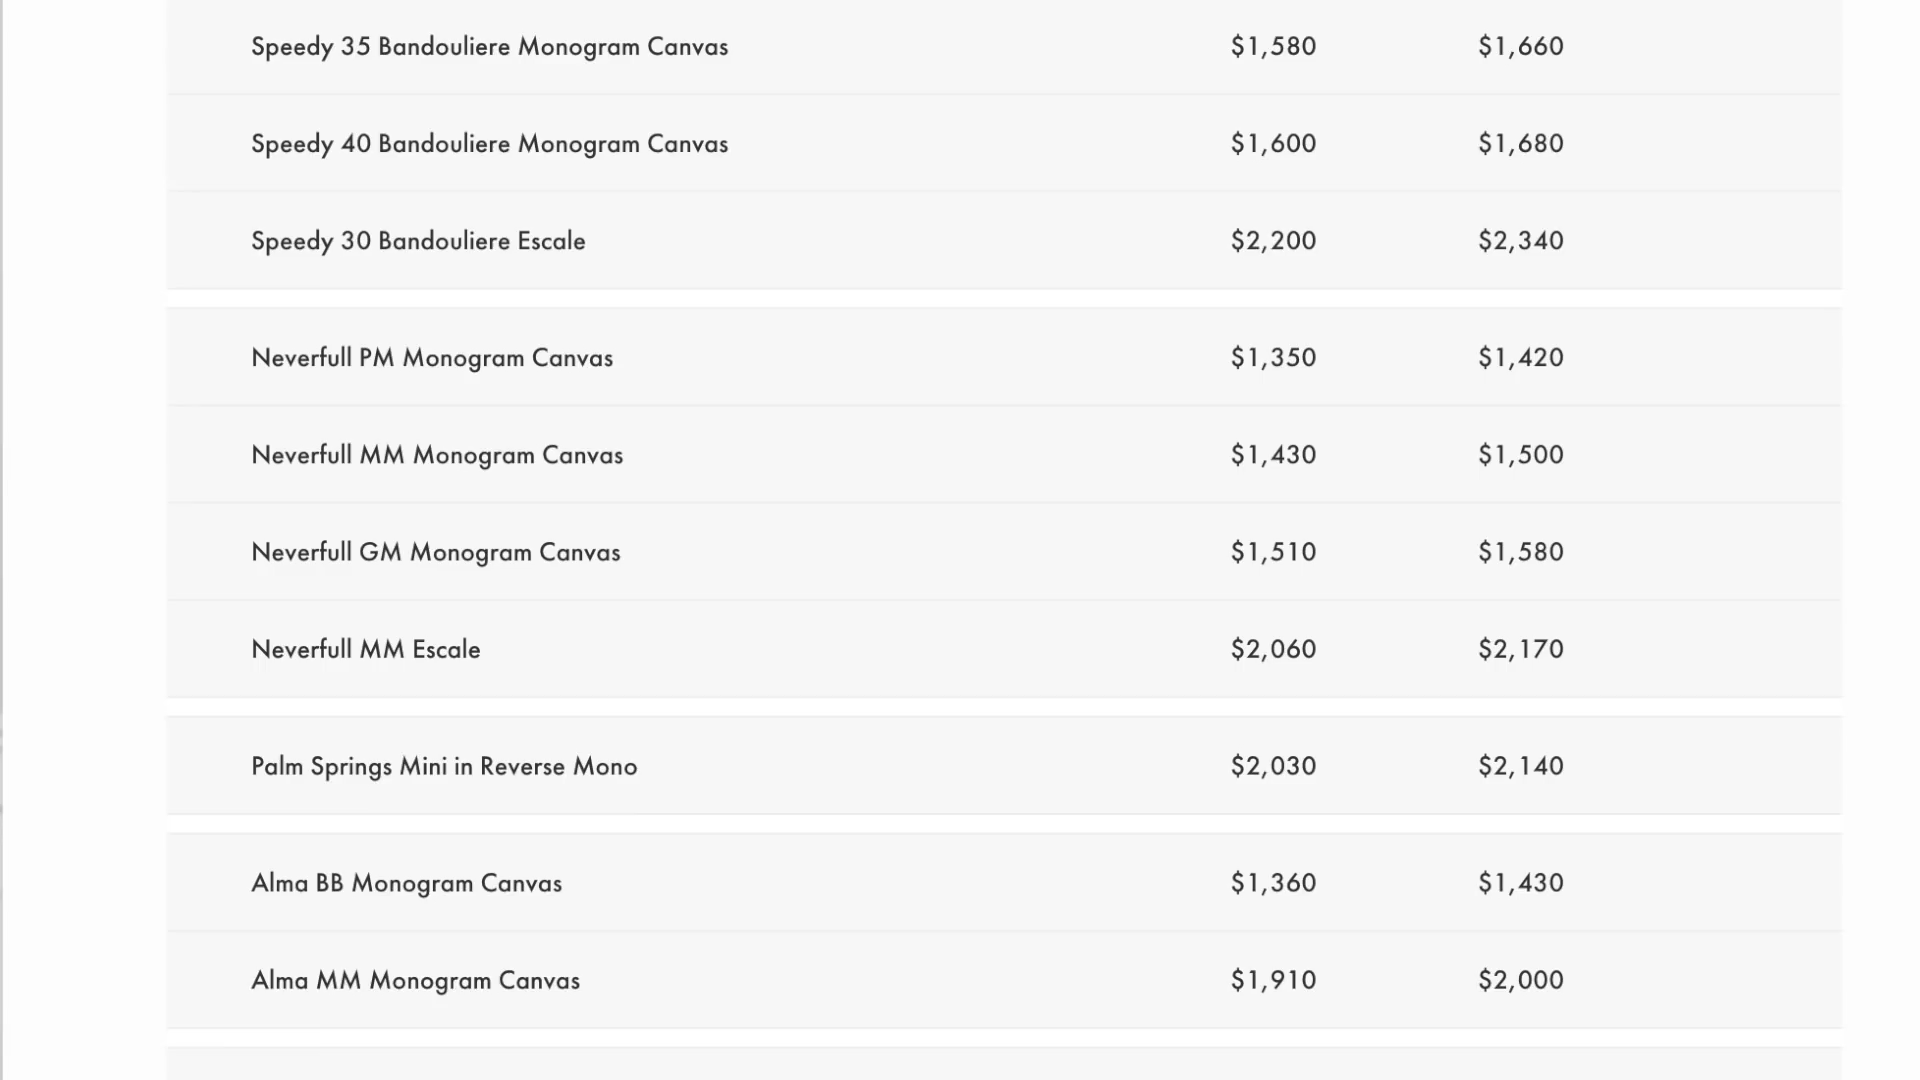 Speedy 35 Bandouliere Monogram Canvas $1,580 $1,660
Speedy 40 Bandouliere Monogram Canvas $1,600 $1,680
Speedy 30 Bandouliere Escale $2,200 $2,340
Neverfull PM Monogram Canvas $1,350 $1,420
Neverfull MM Monogram Canvas $1,430 $1,500
Neverfull GM Monogram Canvas $1,510 $1,580
Neverfull MM Escale $2,060 $2,170
Palm Springs Mini in Reverse Mono $2,030 $2,140
Alma BB Monogram Canvas $1,360 $1,430
Alma MM Monogram Canvas $1,910 $2,000